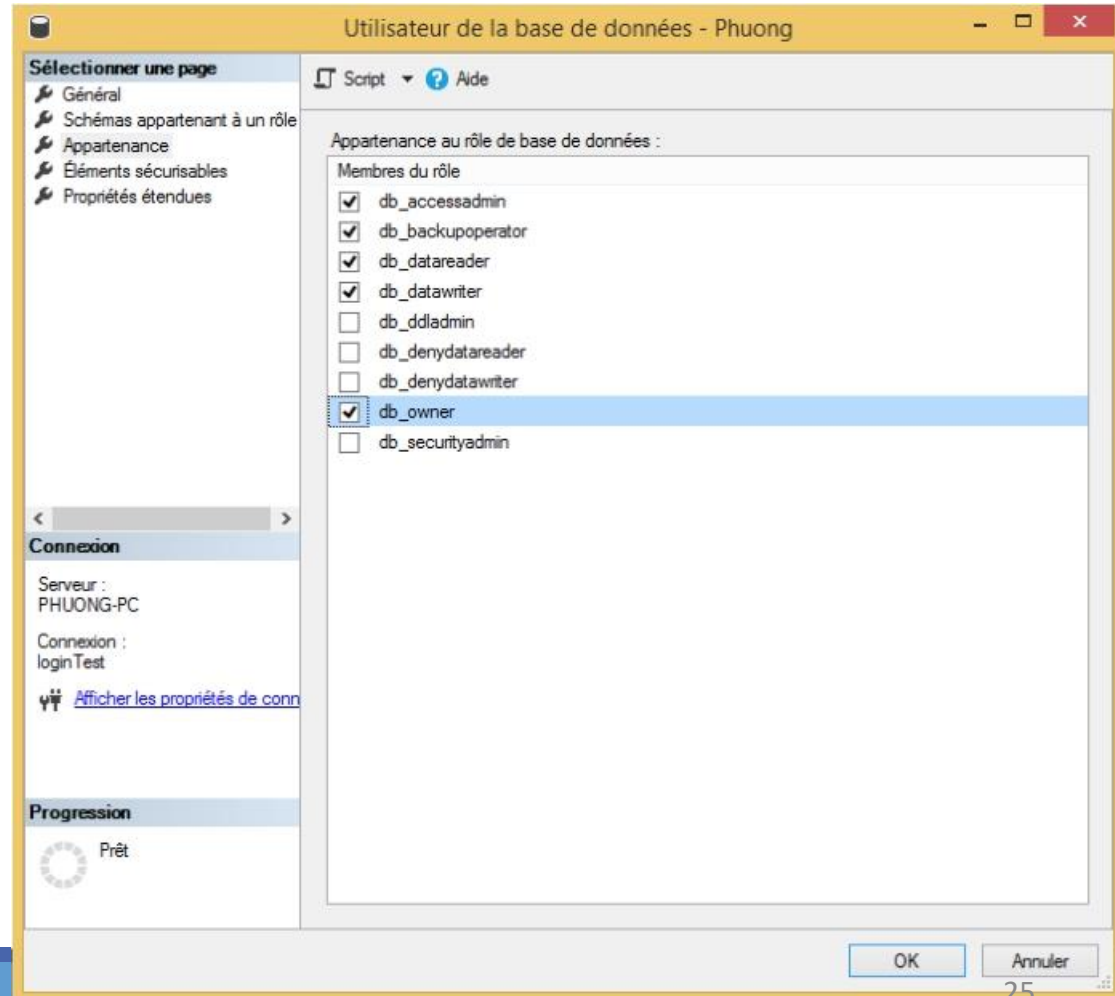 Utilisateur de la base de données - Phuong
Sélectionner une page
Général
Schémas appartenant à un rôle
Appartenance
Éléments sécurisables
Propriétés étendues
Connexion
Serveur :
PHUONG-PC
Connexion :
loginTest
Afficher les propriétés de conn
Progression
Prêt
Script
Aide
Appartenance au rôle de base de données :
Membres du rôle
db_accessadmin
db_backupoperator
db_datareader
db_datawriter
db_ddladmin
db_denydatareader
db_denydatawriter
db_owner
db_securityadmin
OK
Annuler
25